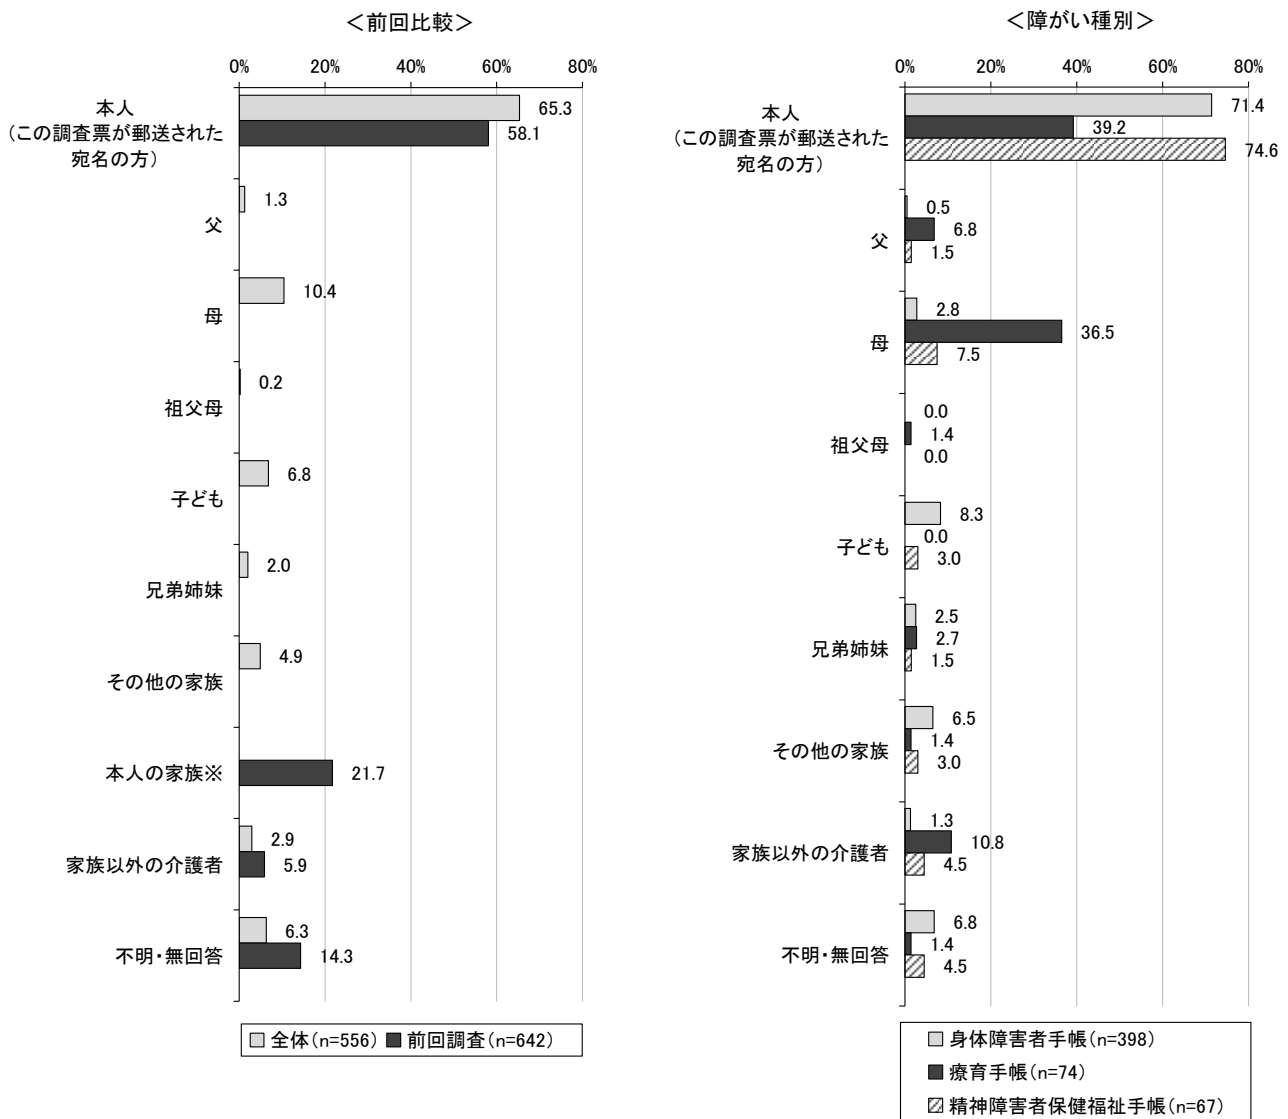 ＜前回比較＞
0%
20%
40%
60%
80%
本人
（この調査票が郵送された
宛名の方）
65.3
58.1
父
1.3
母
10.4
祖父母
0.2
子ども
6.8
兄弟姉妹
2.0
その他の家族
4.9
本人の家族※
21.7
家族以外の介護者
2.9
5.9
不明・無回答
6.3
14.3
全体（n=556）
前回調査（n=642）
＜障がい種別＞
0%
20%
40%
60%
80%
本人
（この調査票が郵送された
宛名の方）
71.4
39.2
74.6
父
0.5
6.8
1.5
母
2.8
36.5
7.5
祖父母
0.0
1.4
0.0
子ども
8.3
0.0
3.0
兄弟姉妹
2.5
2.7
1.5
その他の家族
6.5
1.4
3.0
家族以外の介護者
1.3
10.8
4.5
不明・無回答
6.8
1.4
4.5
身体障害者手帳（n=398）
療育手帳（n=74）
精神障害者保健福祉手帳（n=67）